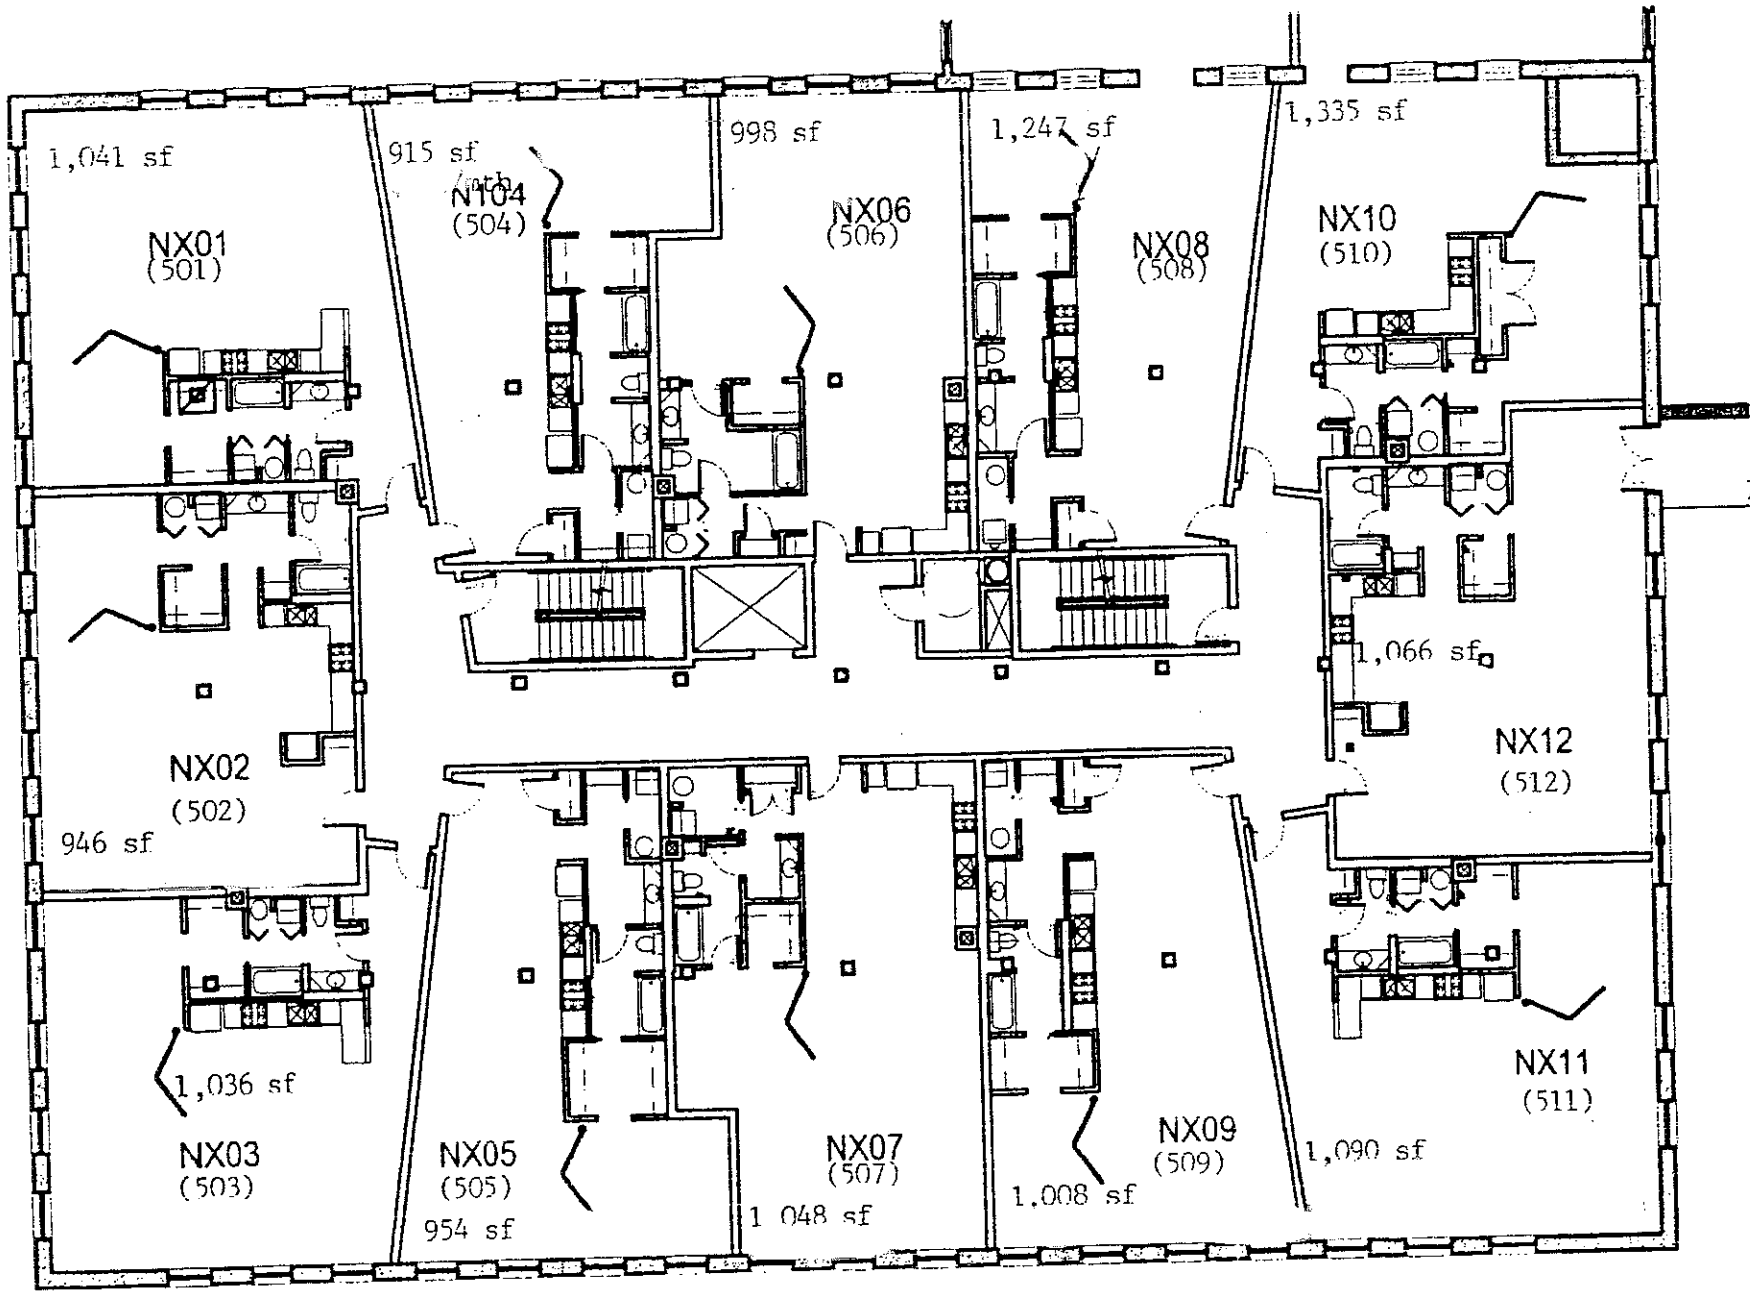 1,041 sf
915 sf
998 sf
1,247 sf
1,335 sf
N104
(504)
NX01
(501)
NX06
(506)
NX08
(508)
NX10
(510)
NX02
(502)
946 sf
1,066 sf
NX12
(512)
1,036 sf
NX03
(503)
NX05
(505)
954 sf
NX07
(507)
1 048 sf
NX09
(509)
1.008 sf
NX11
(511)
1,090 sf